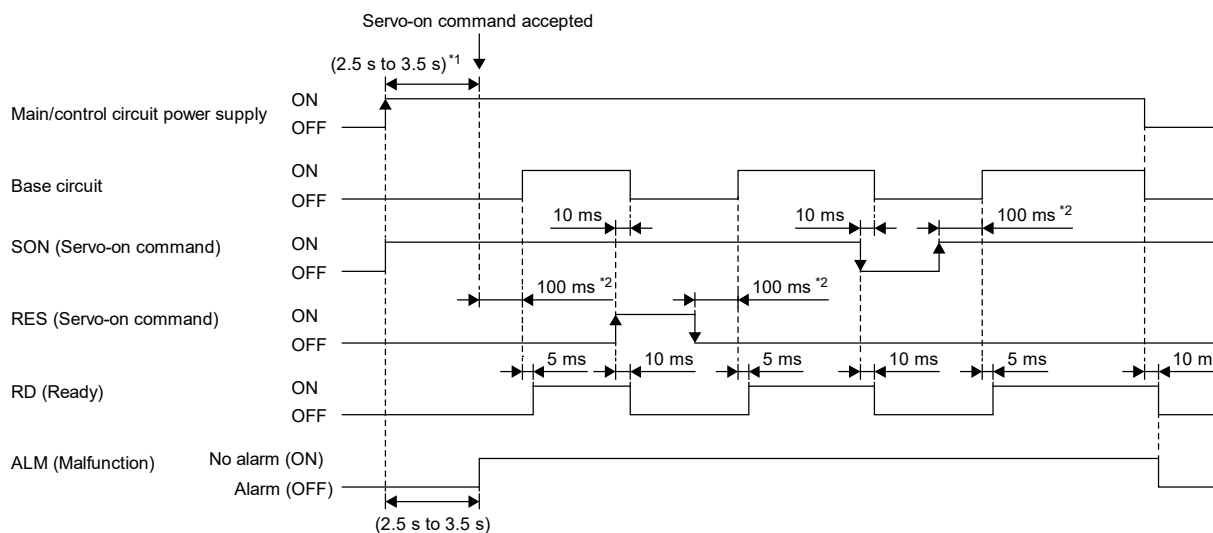 Servo-on command accepted
(2.5 s to 3.5 s)*1
Main/control circuit power supply
ON
OFF
Base circuit
ON
OFF
10 ms
10 ms
100 ms *2
SON (Servo-on command)
ON
OFF
100 ms *2
100 ms *2
RES (Servo-on command)
ON
OFF
5 ms
10 ms
5 ms
10 ms
5 ms
10 ms
RD (Ready)
ON
OFF
ALM (Malfunction)
No alarm (ON)
Alarm (OFF)
(2.5 s to 3.5 s)